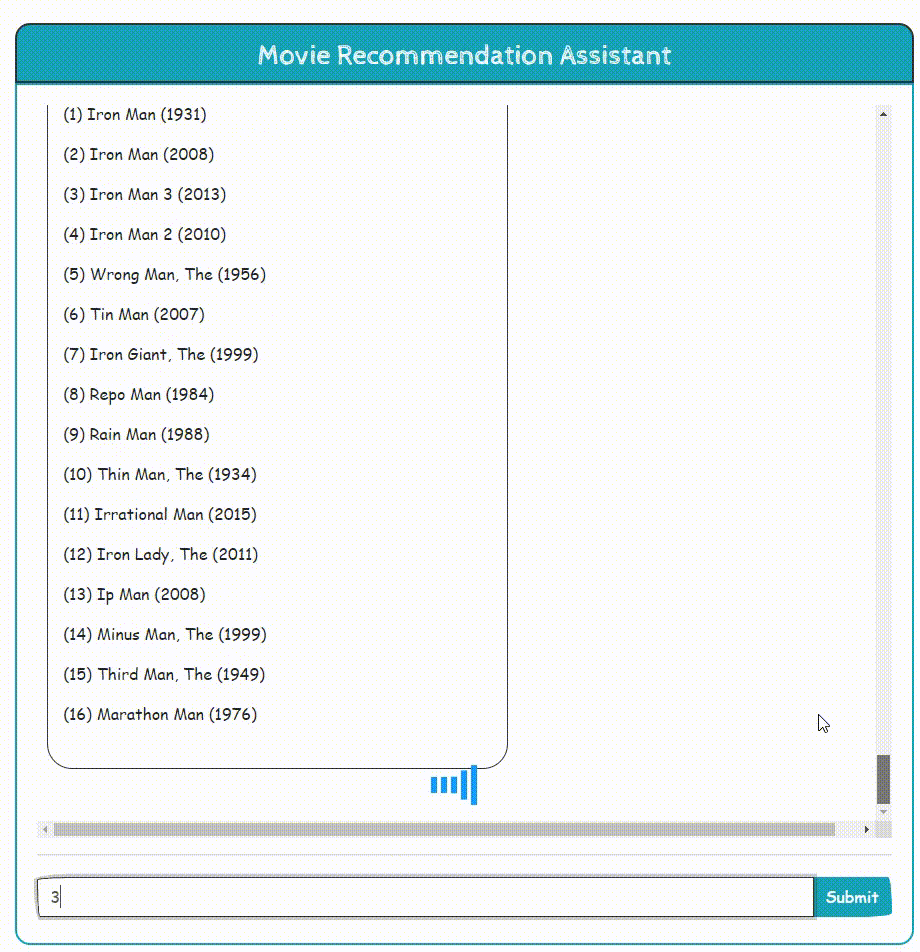 Movie Recommendation Assistant
(1) Iron Man (1931)
(2) Iron Man (2008)
(3) Iron Man 3 (2013)
(4) Iron Man 2 (2010)
(5) Wrong Man, The (1956)
(6) Tin Man (2007)
(7) Iron Giant, The (1999)
(8) Repo Man (1984)
(9) Rain Man (1988)
(10) Thin Man, The (1934)
(11) Irrational Man (2015)
(12) Iron Lady, The (2011)
(13) Ip Man (2008)
(14) Minus Man, The (1999)
(15) Third Man, The (1949)
(16) Marathon Man (1976)
3
Submit